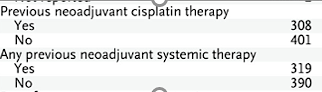 Previous neoadjuvant cisplatin therapy
Yes 308
No 401
Any previous neoadjuvant systemic therapy
Yes 319
No 390